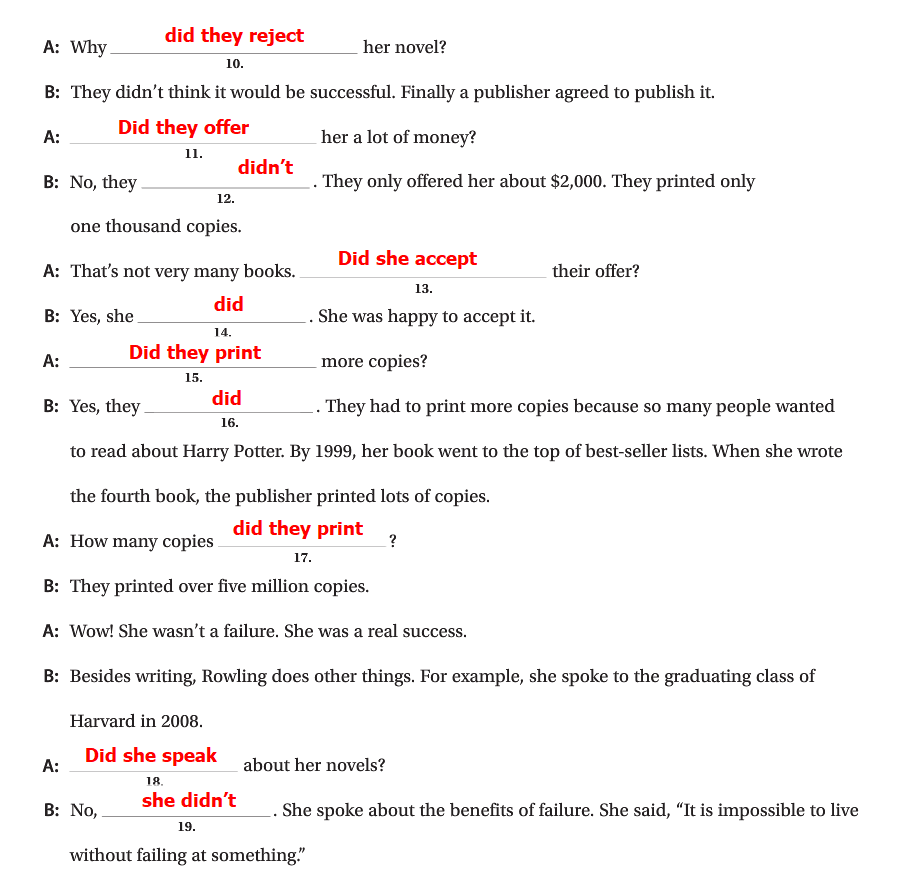 A: Why did they reject her novel?
10.
B: They didn't think it would be successful. Finally a publisher agreed to publish it.
A: Did they offer her a lot of money?
11.
B: No, they didn't. They only offered her about $2,000. They printed only
12.
one thousand copies.
A: That's not very many books. Did she accept their offer?
13.
B: Yes, she did. She was happy to accept it.
14.
A: Did they print more copies?
15.
B: Yes, they did. They had to print more copies because so many people wanted
16.
to read about Harry Potter. By 1999, her book went to the top of best-seller lists. When she wrote
the fourth book, the publisher printed lots of copies.
A: How many copies did they print?
17.
B: They printed over five million copies.
A: Wow! She wasn't a failure. She was a real success.
B: Besides writing, Rowling does other things. For example, she spoke to the graduating class of
Harvard in 2008.
A: Did she speak about her novels?
18.
B: No, she didn't. She spoke about the benefits of failure. She said, "It is impossible to live
19.
without failing at something."